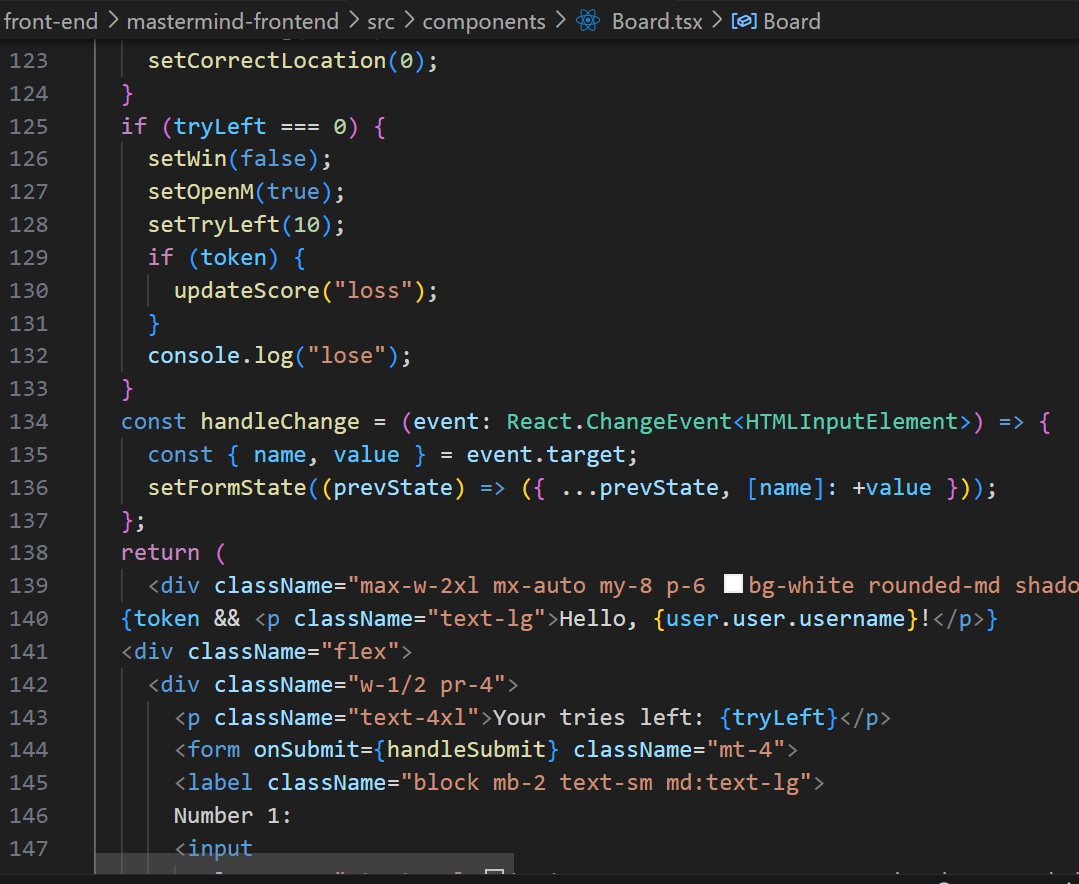 front-end > mastermind-frontend > src > components > Board.tsx > Board
123 setCorrectLocation(0);
124 }
125 if (tryLeft === 0) {
126 setWin(false);
127 setOpenM(true);
128 setTryLeft(10);
129 if (token) {
130 updateScore("loss");
131 }
132 console.log("lose");
133 }
134 const handleChange = (event: React.ChangeEvent<HTMLInputElement>) => {
135 const { name, value } = event.target;
136 setFormState((prevState) => ({ ...prevState, [name]: +value }));
137 };
138 return (
139 <div className="max-w-2xl mx-auto my-8 p-6 bg-white rounded-md shado
140 {token && <p className="text-lg">Hello, {user.user.username}!</p>}
141 <div className="flex">
142 <div className="w-1/2 pr-4">
143 <p className="text-4xl">Your tries left: {tryLeft}</p>
144 <form onSubmit={handleSubmit} className="mt-4">
145 <label className="block mb-2 text-sm md:text-lg">
146 Number 1:
147 <input